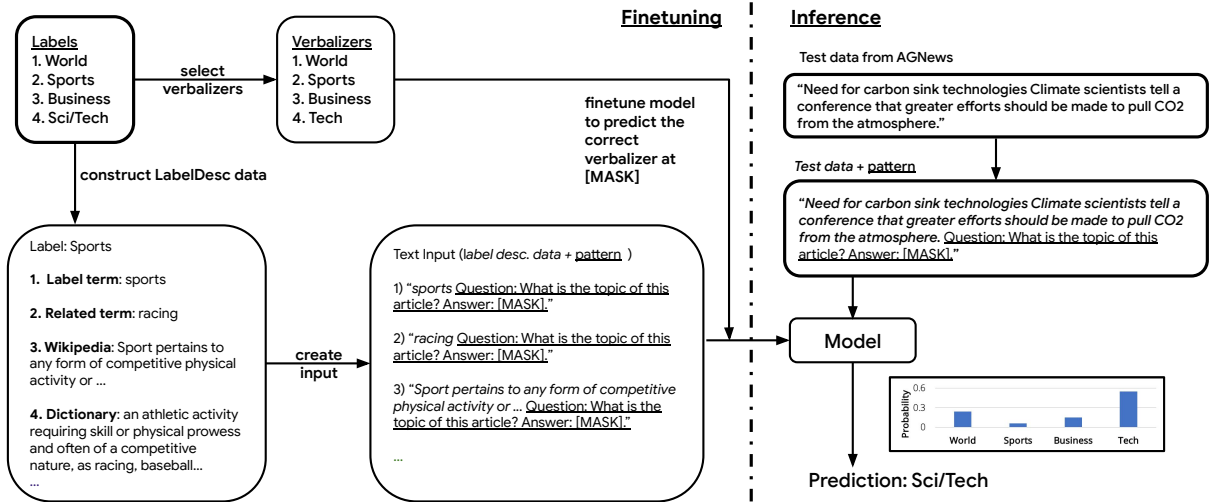 Finetuning
Labels
1. World
2. Sports
3. Business
4. Sci/Tech
select
verbalizers
Verbalizers
1. World
2. Sports
3. Business
4. Tech
finetune model
to predict the
correct
verbalizer at
[MASK]
construct LabelDesc data
Label: Sports
1. Label term: sports
2. Related term: racing
3. Wikipedia: Sport pertains to
any form of competitive physical
activity or ...
4. Dictionary: an athletic activity
requiring skill or physical prowess
and often of a competitive
nature, as racing, baseball...
...
create
input
Text Input (label desc. data + pattern )
1) “sports Question: What is the topic of this
article? Answer: [MASK].”
2) “racing Question: What is the topic of this
article? Answer: [MASK].”
3) “Sport pertains to any form of competitive
physical activity or ... Question: What is the
topic of this article? Answer: [MASK].”
...
Inference
Test data from AGNews
“Need for carbon sink technologies Climate scientists tell a
conference that greater efforts should be made to pull CO2
from the atmosphere.”
Test data + pattern
“Need for carbon sink technologies Climate scientists tell a
conference that greater efforts should be made to pull CO2
from the atmosphere. Question: What is the topic of this
article? Answer: [MASK].”
Model
Probability
0.6
0.3
0
World Sports Business Tech
Prediction: Sci/Tech